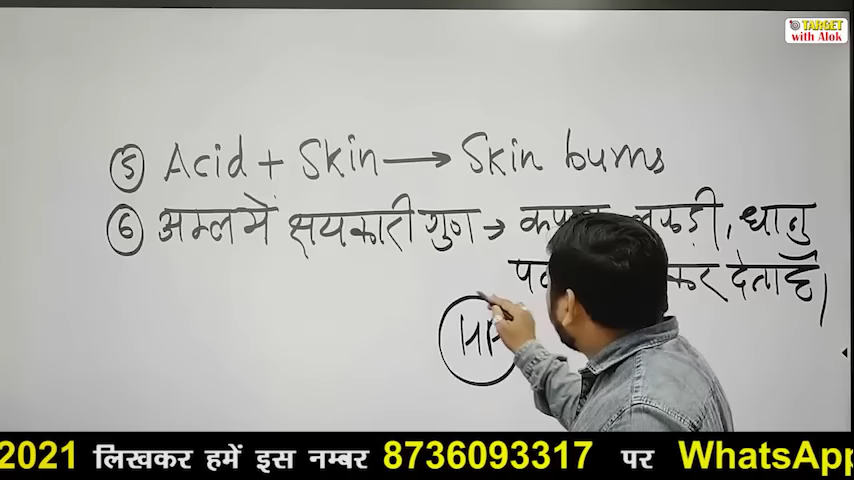 TARGET
with Alok
⑤ Acid + Skin → Skin burns
⑥ अम्ल में क्षयकारी गुण → लकड़ी, धातु
कर देता है।
2021 लिखकर हमें इस नम्बर 8736093317 पर WhatsApp